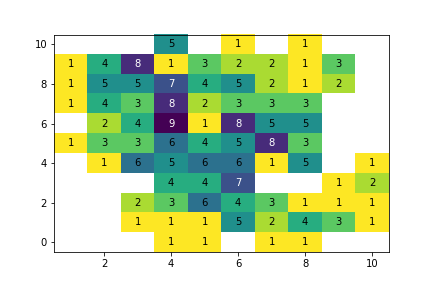 10 5 1 1
1 4 8 1 3 2 2 1 3
8 1 5 5 7 4 5 2 1 2
1 4 3 8 2 3 3 3
6 2 4 9 1 8 5 5
1 3 3 6 4 5 8 3
4 1 6 5 6 6 1 5 1
4 4 7 1 2
2 2 3 6 4 3 1 1 1
1 1 1 5 2 4 3 1
0 1 1 1 1
2 4 6 8 10